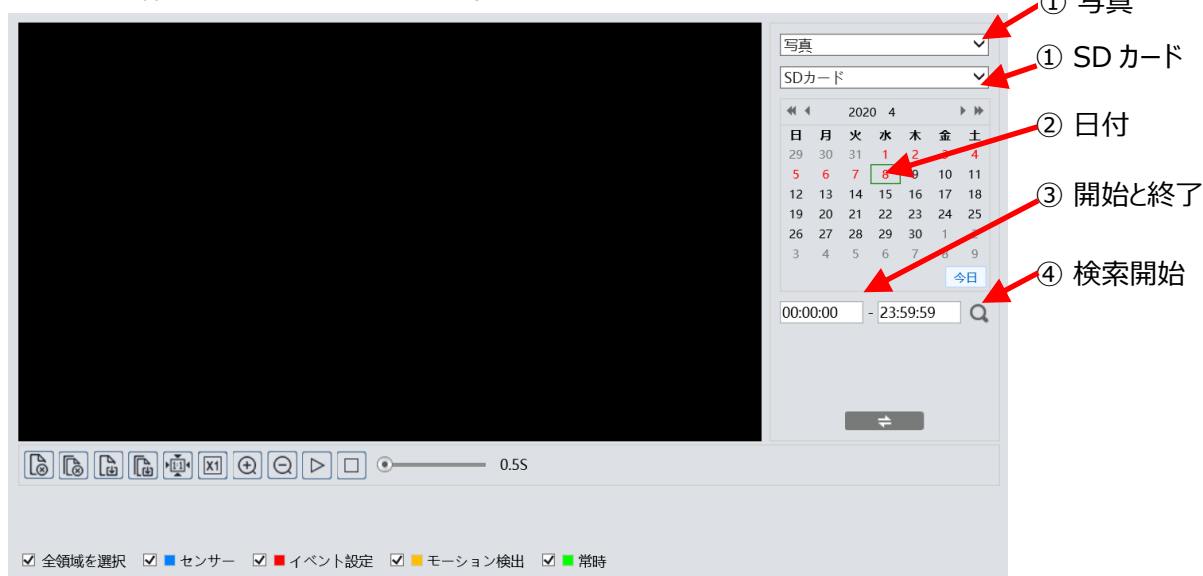 ① 写真
写真
① SD カード
SDカード
2020 4
② 日付
日 月 火 水 木 金 土
29 30 31 1 2 3 4
5 6 7 8 9 10 11
12 13 14 15 16 17 18
③ 開始と終了
19 20 21 22 23 24 25
26 27 28 29 30 1 2
3 4 5 6 7 8 9
今日
④ 検索開始
00:00:00 - 23:59:59
1:1 X1 0.5S
全領域を選択 センサー イベント設定 モーション検出 常時